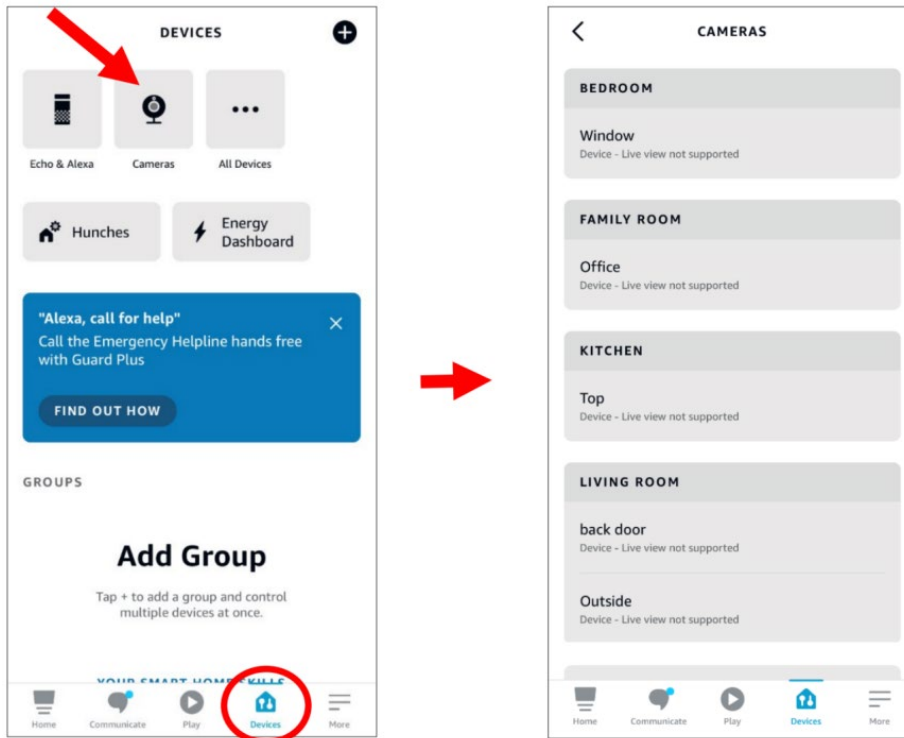 DEVICES
Echo & Alexa
Cameras
All Devices
Hunches
Energy
Dashboard
"Alexa, call for help"
Call the Emergency Helpline hands free
with Guard Plus
FIND OUT HOW
GROUPS
Add Group
Tap + to add a group and control
multiple devices at once.
YOUR SMART HOME SKILLS
Home
Communicate
Play
Devices
More
CAMERAS
BEDROOM
Window
Device - Live view not supported
FAMILY ROOM
Office
Device - Live view not supported
KITCHEN
Top
Device - Live view not supported
LIVING ROOM
back door
Device - Live view not supported
Outside
Device - Live view not supported
Home
Communicate
Play
Devices
More